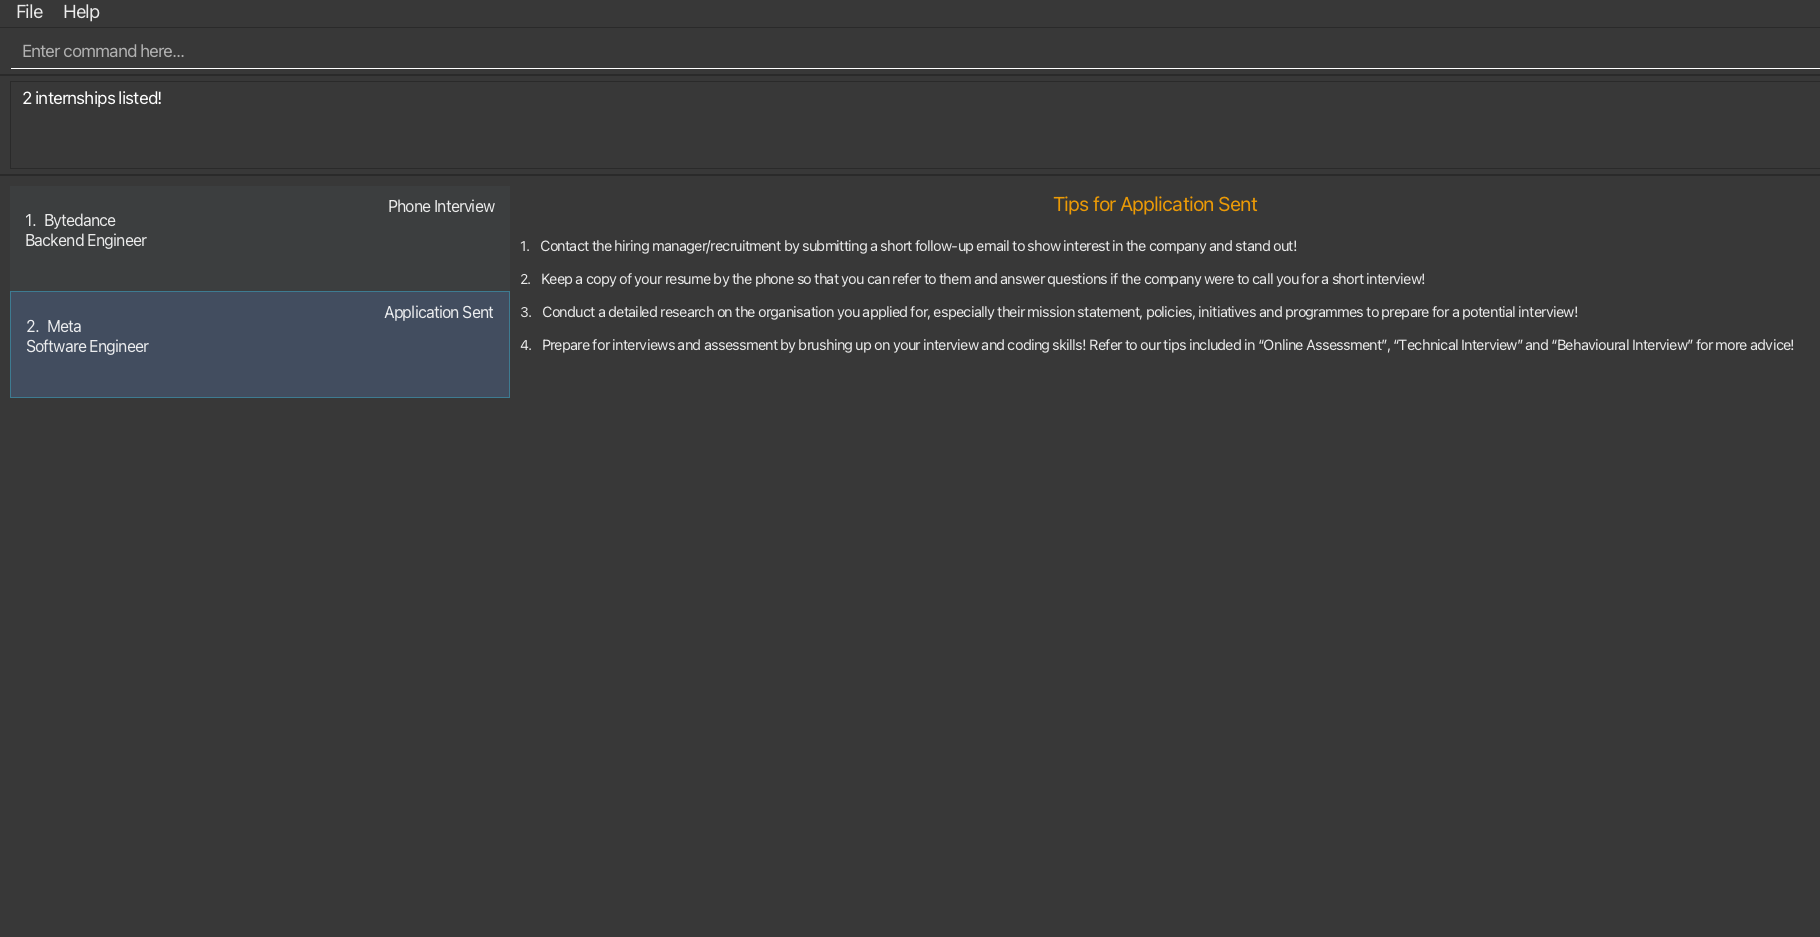 File Help
Enter command here...
2 internships listed!
Phone Interview
1. Bytedance
Backend Engineer
Application Sent
2. Meta
Software Engineer
Tips for Application Sent
1. Contact the hiring manager/recruitment by submitting a short follow-up email to show interest in the company and stand out!
2. Keep a copy of your resume by the phone so that you can refer to them and answer questions if the company were to call you for a short interview!
3. Conduct a detailed research on the organisation you applied for, especially their mission statement, policies, initiatives and programmes to prepare for a potential interview!
4. Prepare for interviews and assessment by brushing up on your interview and coding skills! Refer to our tips included in “Online Assessment”, “Technical Interview” and “Behavioural Interview” for more advice!